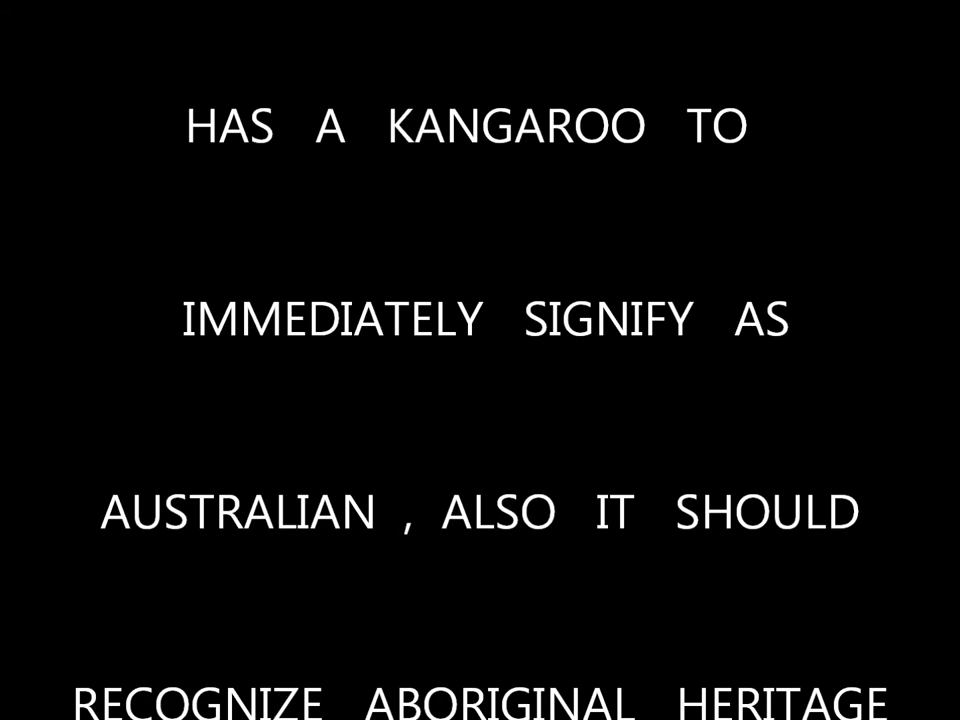 HAS A KANGAROO TO
IMMEDIATELY SIGNIFY AS
AUSTRALIAN , ALSO IT SHOULD
RECOGNIZE ABORIGINAL HERITAGE